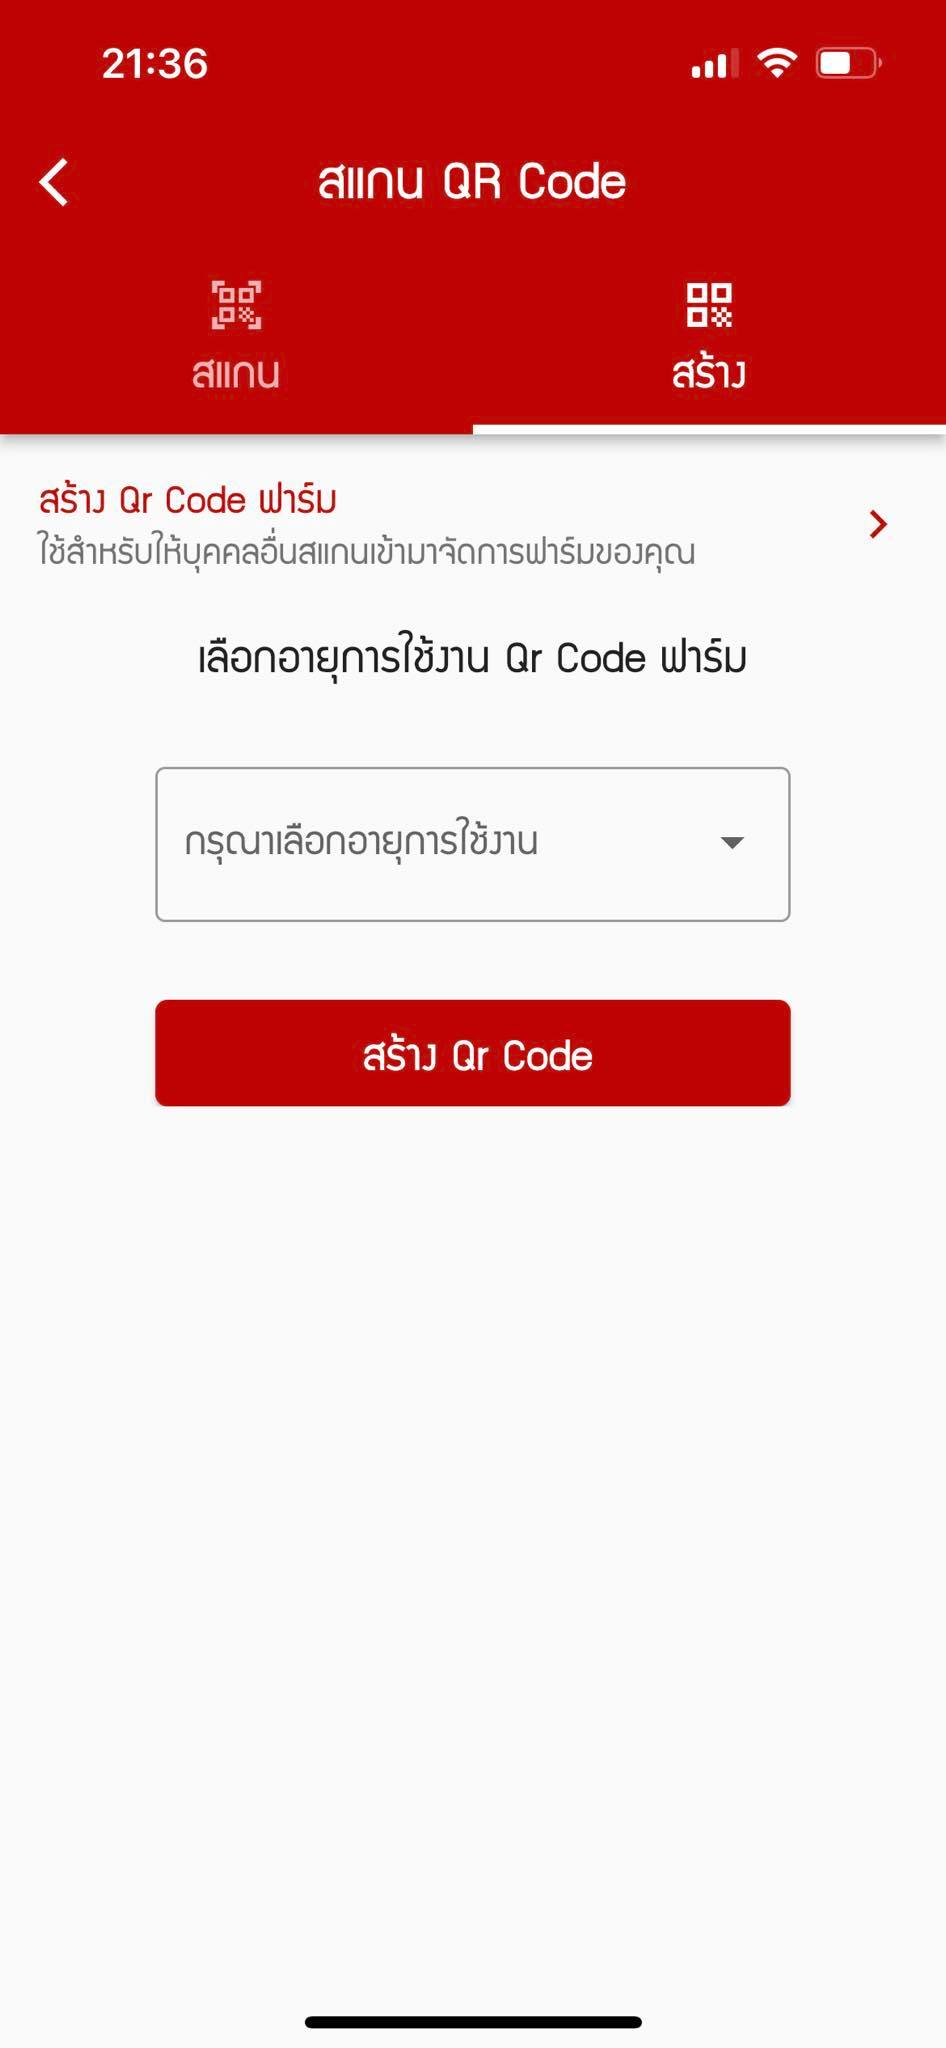 21:36
สแกน QR Code
สแกน
สร้าง
สร้าง Qr Code ฟาร์ม
ใช้สำหรับให้บุคคลอื่นสแกนเข้ามาจัดการฟาร์มของคุณ
เลือกอายุการใช้งาน Qr Code ฟาร์ม
กรุณาเลือกอายุการใช้งาน
สร้าง Qr Code